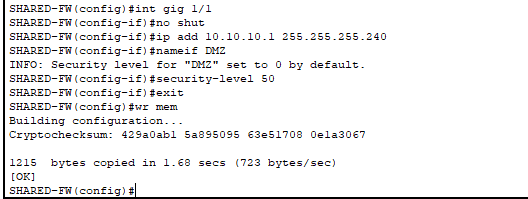 SHARED-FW(config)#int gig 1/1
SHARED-FW(config-if)#no shut
SHARED-FW(config-if)#ip add 10.10.10.1 255.255.255.240
SHARED-FW(config-if)#nameif DMZ
INFO: Security level for "DMZ" set to 0 by default.
SHARED-FW(config-if)#security-level 50
SHARED-FW(config-if)#exit
SHARED-FW(config)#wr mem
Building configuration...
Cryptochecksum: 429a0ab1 5a895095 63e51708 0e1a3067
1215 bytes copied in 1.68 secs (723 bytes/sec)
[OK]
SHARED-FW(config)#